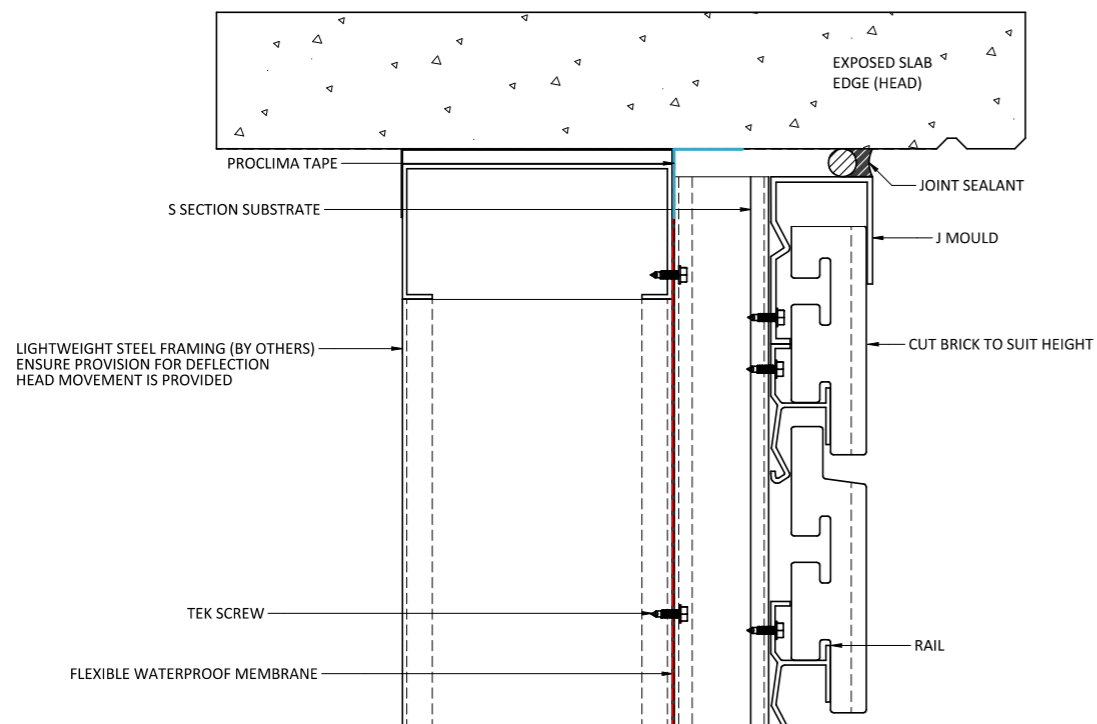 EXPOSED SLAB
EDGE (HEAD)
PROCLIMA TAPE
JOINT SEALANT
S SECTION SUBSTRATE
J MOULD
LIGHTWEIGHT STEEL FRAMING (BY OTHERS)
ENSURE PROVISION FOR DEFLECTION
HEAD MOVEMENT IS PROVIDED
CUT BRICK TO SUIT HEIGHT
TEK SCREW
RAIL
FLEXIBLE WATERPROOF MEMBRANE